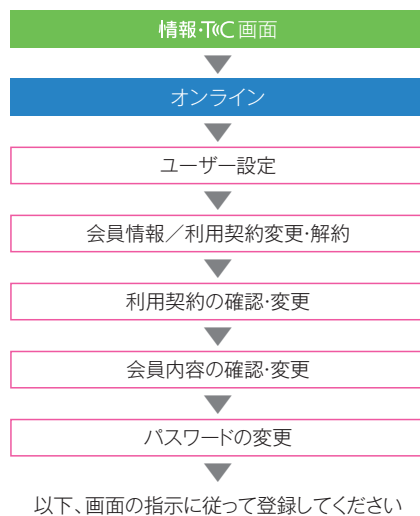 情報・T«C画面
オンライン
ユーザー設定
会員情報／利用契約変更・解約
利用契約の確認・変更
会員内容の確認・変更
パスワードの変更
以下、画面の指示に従って登録してください